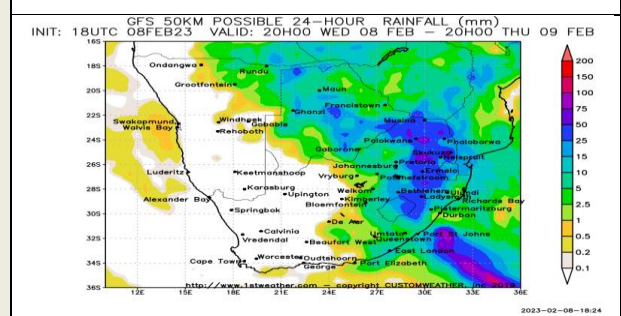 GFS 50KM POSSIBLE 24-HOUR RAINFALL (mm)
INIT: 18UTC 08FEB23 VALID: 20H00 WED 08 FEB - 20H00 THU 09 FEB
16S
18S
20S
22S
24S
26S
28S
30S
32S
34S
36S
Ondangwa
Rundu
Grootfontein
Maun
Francistown
Ghanzi
Swakopmund
Walvis Bay
Windhoek
Gobabis
Rehoboth
Musina
Polokwane
Phalaborwa
Gaborone
Skukuza
Nelspruit
Johannesburg
Pretoria
Ermelo
Luderitz
Keetmanshoop
Vryburg
Potchefstroom
Karasburg
Upington
Welkom
Bethlehem
Ulundi
Ladysmith
Kimberley
Bloemfontein
Richards Bay
Alexander Bay
Springbok
Pietermaritzburg
Durban
De Aar
Calvinia
Vredendal
Umtata
Port St Johns
Queenstown
Beaufort West
East London
Cape Town
Worcester
Oudtshoorn
George
Port Elizabeth
http://www.1stweather.com - copyright CUSTOMWEATHER, Inc 2018
12E 15E 18E 21E 24E 27E 30E 33E 36E
200
150
100
75
50
25
15
10
5
2.5
1
0.5
0.2
0.1
2023-02-08-18:24